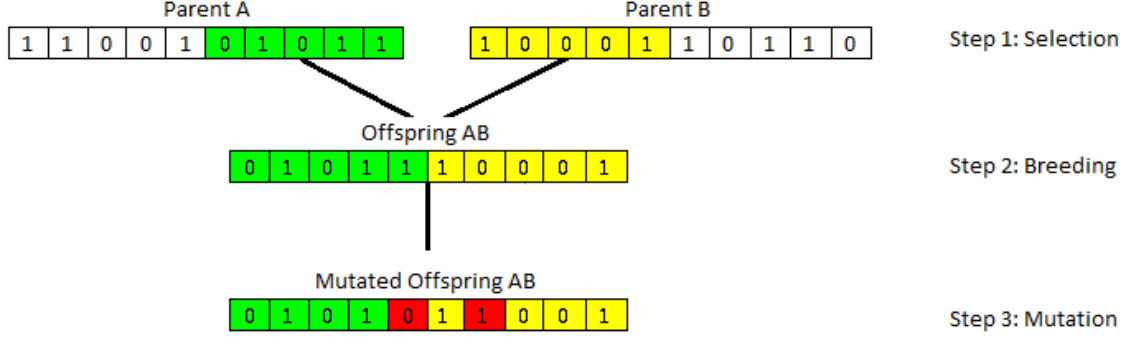 Parent A Parent B
1 1 0 0 1 0 1 0 1 1 1 0 0 0 1 1 0 1 1 0 Step 1: Selection
Offspring AB
0 1 0 1 1 1 0 0 0 1 Step 2: Breeding
Mutated Offspring AB
0 1 0 1 0 1 1 0 0 1 Step 3: Mutation